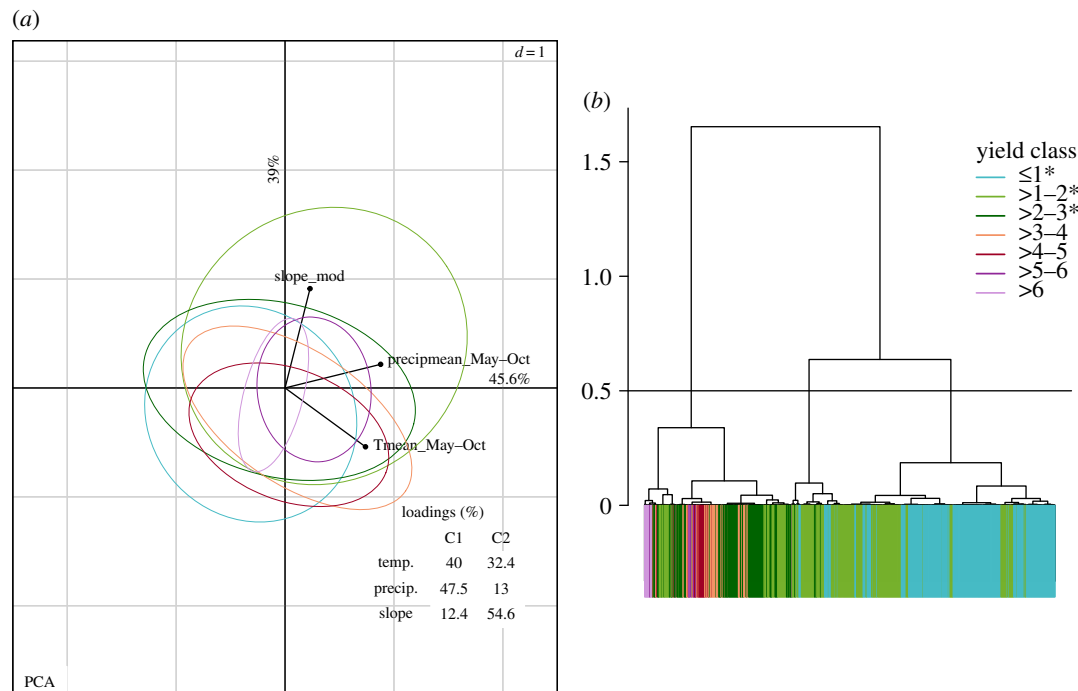 (a)
d = 1
39%
slope_mod
precipmean_May–Oct
45.6%
Tmean_May–Oct
loadings (%)
C1 C2
temp. 40 32.4
precip. 47.5 13
slope 12.4 54.6
PCA
(b)
1.5
1.0
0.5
0
yield class
≤1*
>1–2*
>2–3*
>3–4
>4–5
>5–6
>6